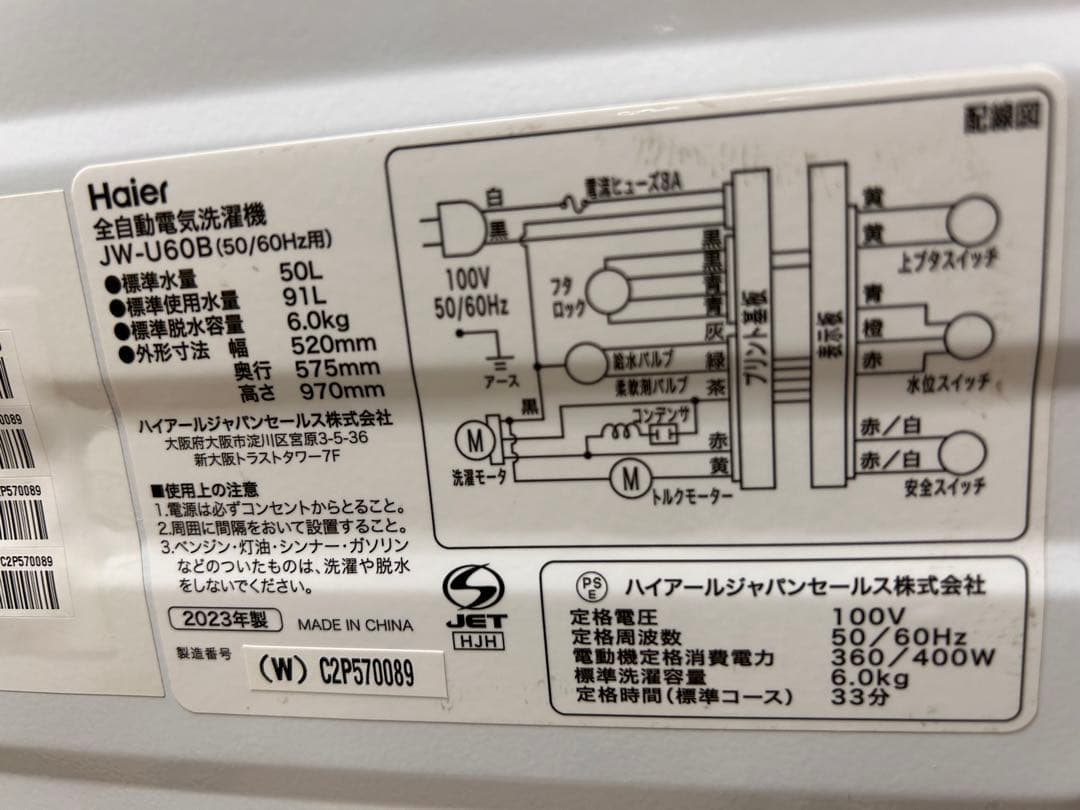 Haier
全自動電気洗濯機
JW-U60B(50/60Hz用)
●標準水量 50L
●標準使用水量 91L
●標準脱水容量 6.0kg
●外形寸法 幅 520mm
奥行 575mm
高さ 970mm
ハイアールジャパンセールス株式会社
大阪府大阪市淀川区宮原3-5-36
新大阪トラストタワー7F
■使用上の注意
1.電源は必ずコンセントからとること。
2.周囲に間隔をおいて設置すること。
3.ベンジン・灯油・シンナー・ガソリン
などのついたものは、洗濯や脱水
をしないでください。
2023年製 MADE IN CHINA
製造番号 (W) C2P570089
配線図
白
電流ヒューズ8A
黒
100V
50/60Hz
アース
フタ
ロック
黒
黒
青
青
灰
給水バルブ
緑
柔軟剤バルブ
茶
コンデンサ
黒
M
洗濯モータ
赤
黄
M
トルクモーター
プリント基板
表示板
黄
黄
上ブタスイッチ
青
橙
赤
水位スイッチ
赤/白
赤/白
安全スイッチ
S
JET
HJH
PS
E
ハイアールジャパンセールス株式会社
定格電圧 100V
定格周波数 50/60Hz
電動機定格消費電力 360/400W
標準洗濯容量 6.0kg
定格時間(標準コース) 33分
0089
P570089
C2P570089